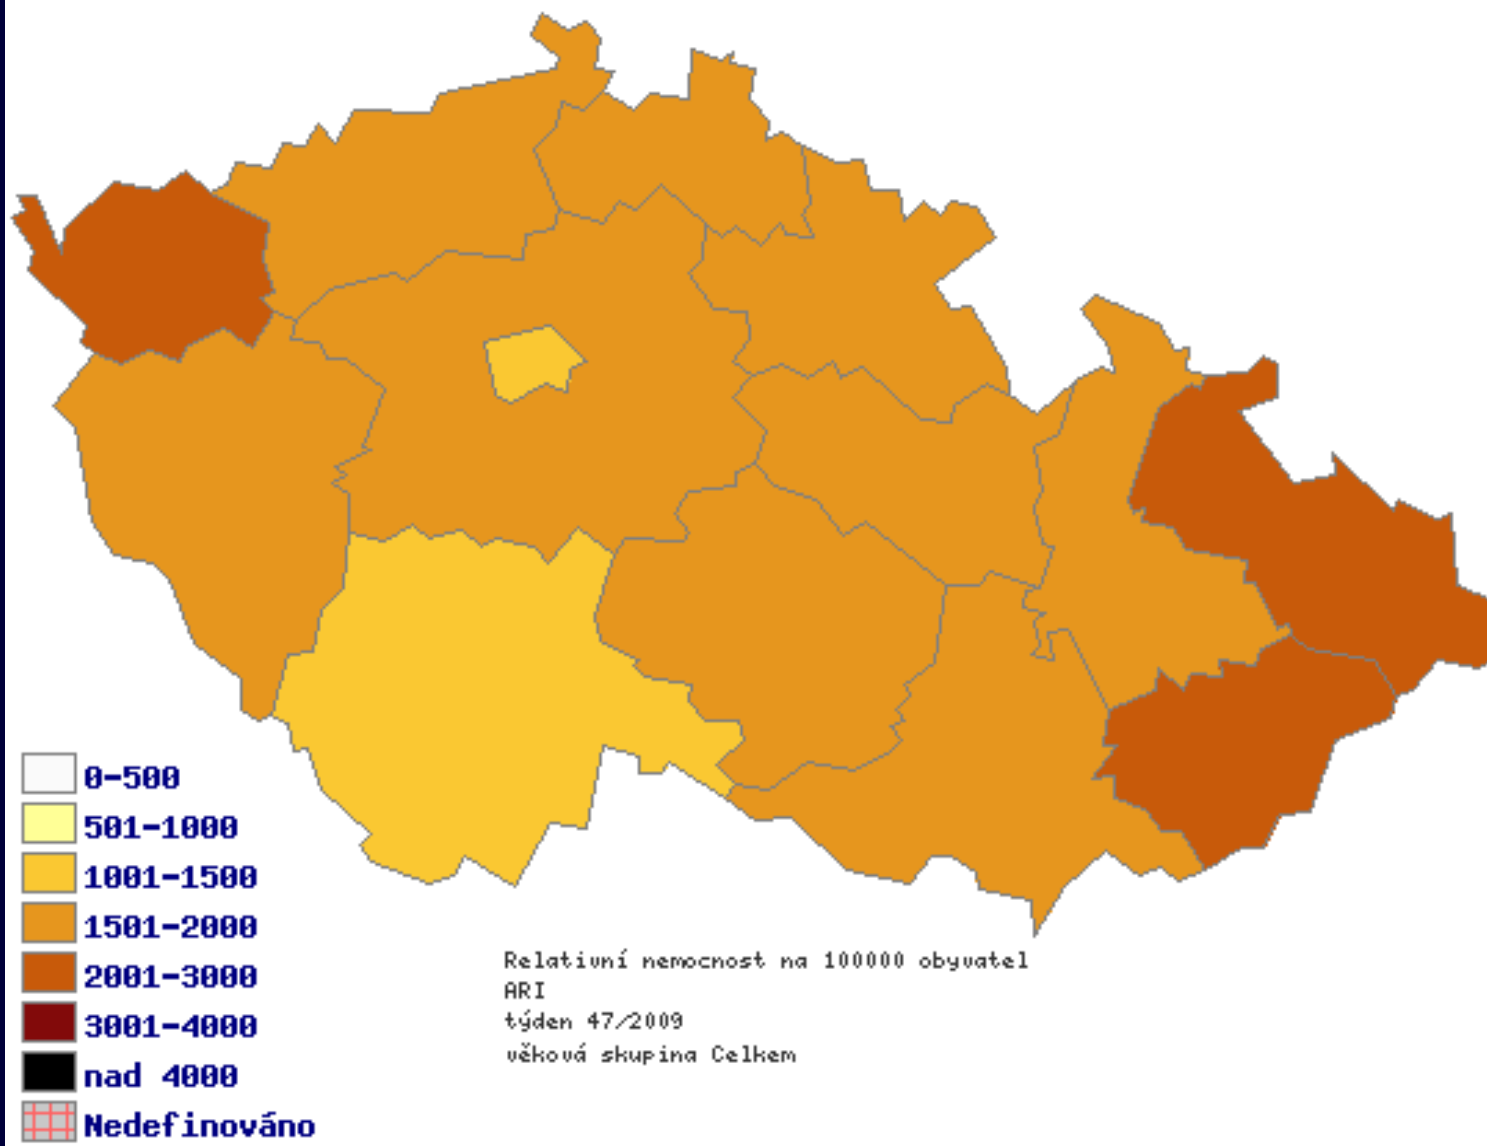 0-500
501-1000
1001-1500
1501-2000
2001-3000
3001-4000
nad 4000
Nedefinováno
Relativní nemocnost na 100000 obyvatel
ARI
týden 47/2009
věková skupina Celkem